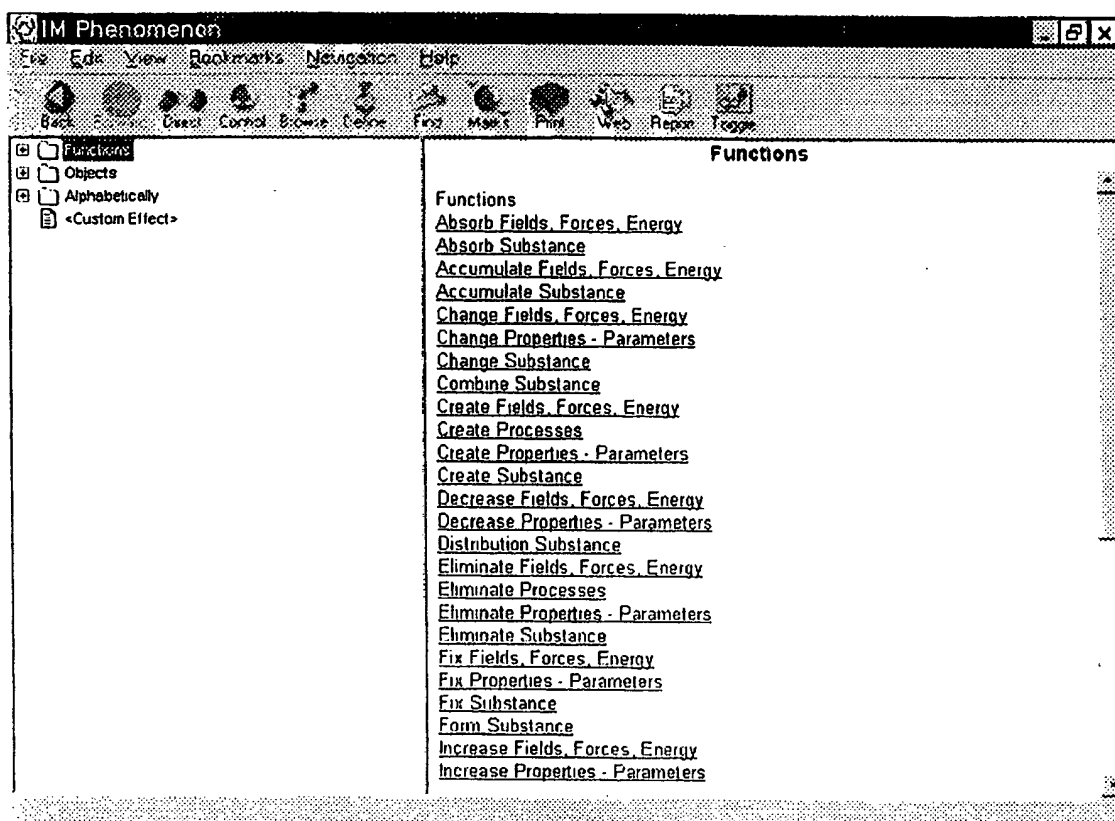 IM Phenomenon
File Edit View Bookmarks Navigation Help
Back Direct Control Browse Define Find Marks Print Web Report Toggle
Functions
Objects
Alphabetically
<Custom Effect>
Functions
Functions
Absorb Fields, Forces, Energy
Absorb Substance
Accumulate Fields, Forces, Energy
Accumulate Substance
Change Fields, Forces, Energy
Change Properties - Parameters
Change Substance
Combine Substance
Create Fields, Forces, Energy
Create Processes
Create Properties - Parameters
Create Substance
Decrease Fields, Forces, Energy
Decrease Properties - Parameters
Distribution Substance
Eliminate Fields, Forces, Energy
Eliminate Processes
Eliminate Properties - Parameters
Eliminate Substance
Fix Fields, Forces, Energy
Fix Properties - Parameters
Fix Substance
Form Substance
Increase Fields, Forces, Energy
Increase Properties - Parameters